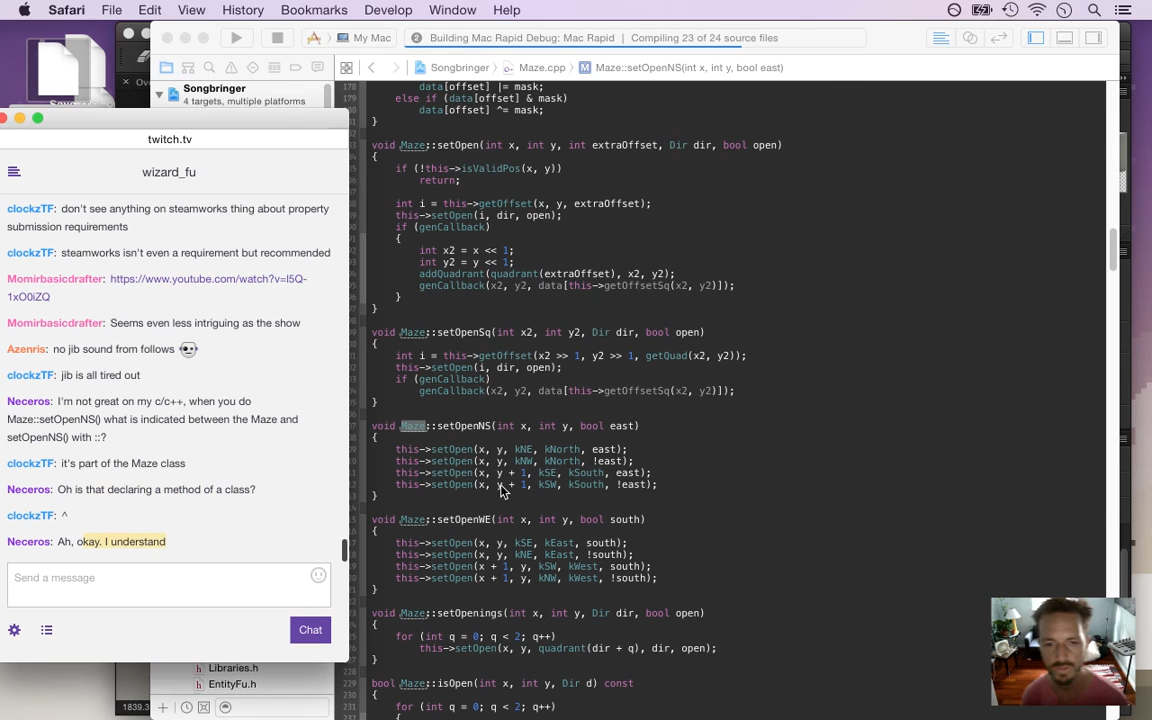 Safari File Edit View History Bookmarks Develop Window Help
My Mac
Building Mac Rapid Debug: Mac Rapid | Compiling 23 of 24 source files
Songbringer
4 targets, multiple platforms
Songbringer Maze.cpp Maze::setOpenNS(int x, int y, bool east)
twitch.tv
wizard_fu
clockzTF: don't see anything on steamworks thing about property
submission requirements
clockzTF: steamworks isn't even a requirement but recommended
Momirbasicdrafter: https://www.youtube.com/watch?v=I5Q-
1xO0iZQ
Momirbasicdrafter: Seems even less intriguing as the show
Azenris: no jib sound from follows
clockzTF: jib is all tired out
Neceros: I'm not great on my c/c++, when you do
Maze::setOpenNS() what is indicated between the Maze and
setOpenNS() with ::?
clockzTF: it's part of the Maze class
Neceros: Oh is that declaring a method of a class?
clockzTF: ^
Neceros: Ah, okay. I understand
Send a message
Chat
Libraries.h
EntityFu.h
1839.3
178 data[offset] |= mask;
179 else if (data[offset] & mask)
data[offset] ^= mask;
}
void Maze::setOpen(int x, int y, int extraOffset, Dir dir, bool open)
{
if (!this->isValidPos(x, y))
return;
int i = this->getOffset(x, y, extraOffset);
this->setOpen(i, dir, open);
if (genCallback)
{
int x2 = x << 1;
int y2 = y << 1;
addQuadrant(quadrant(extraOffset), x2, y2);
genCallback(x2, y2, data[this->getOffsetSq(x2, y2)]);
}
}
void Maze::setOpenSq(int x2, int y2, Dir dir, bool open)
{
int i = this->getOffset(x2 >> 1, y2 >> 1, getQuad(x2, y2));
this->setOpen(i, dir, open);
if (genCallback)
genCallback(x2, y2, data[this->getOffsetSq(x2, y2)]);
}
void Maze::setOpenNS(int x, int y, bool east)
{
this->setOpen(x, y, kNE, kNorth, east);
this->setOpen(x, y, kNW, kNorth, !east);
this->setOpen(x, y + 1, kSE, kSouth, east);
this->setOpen(x, y + 1, kSW, kSouth, !east);
}
void Maze::setOpenWE(int x, int y, bool south)
{
this->setOpen(x, y, kSE, kEast, south);
this->setOpen(x, y, kNE, kEast, !south);
this->setOpen(x + 1, y, kSW, kWest, south);
this->setOpen(x + 1, y, kNW, kWest, !south);
}
void Maze::setOpenings(int x, int y, Dir dir, bool open)
{
for (int q = 0; q < 2; q++)
this->setOpen(x, y, quadrant(dir + q), dir, open);
}
228
229 bool Maze::isOpen(int x, int y, Dir d) const
230 {
231 for (int q = 0; q < 2; q++)